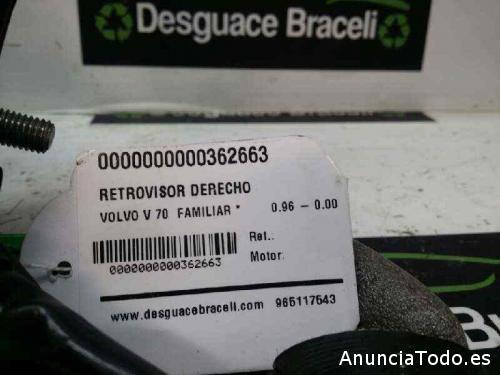 Desguace Braceli
Braceli
0000000000362663
RETROVISOR DERECHO
VOLVO V 70 FAMILIAR * 0.96 - 0.00
Ref.:
Motor:
0000000000362663
www.desguacebraceli.com 965117543
AnunciaTodo.es